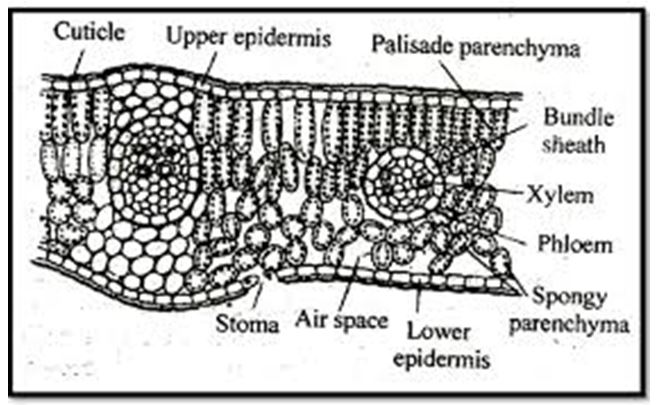 Cuticle
Upper epidermis
Palisade parenchyma
Bundle
sheath
Xylem
Phloem
Spongy
parenchyma
Stoma
Air space
Lower
epidermis